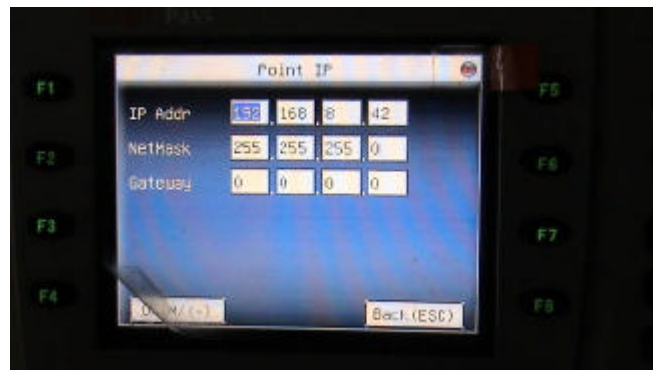 Point IP
F1
F5
IP Addr 192 168 8 42
F2
NetMask 255 255 255 0
F6
Gateway 0 0 0 0
F3
F7
F4
F8
Back(ESC)